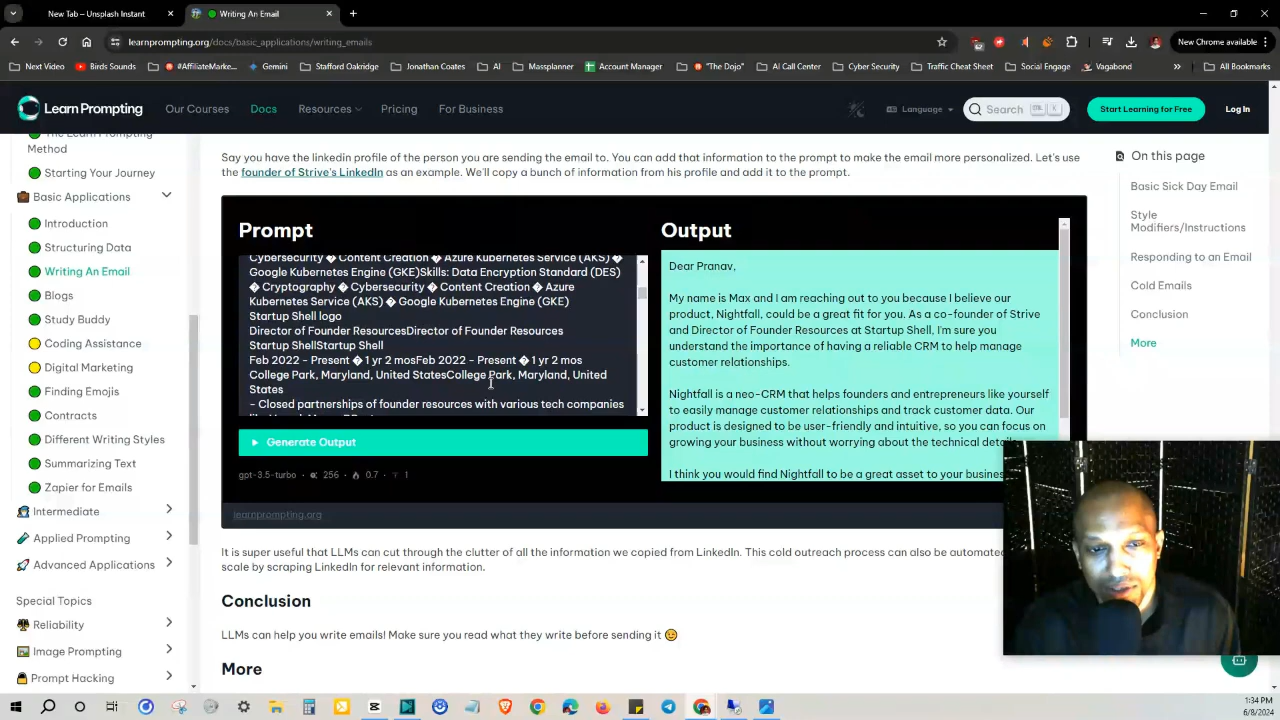 New Tab – Unsplash Instant
Writing An Email
learnprompting.org/docs/basic_applications/writing_emails
New Chrome available
Next Video
Birds Sounds
#AffiliateMarke...
Gemini
Stafford Oakridge
Jonathan Coates
AI
Massplanner
Account Manager
"The Dojo"
AI Call Center
Cyber Security
Traffic Cheat Sheet
Social Engage
Vagabond
»
All Bookmarks
Learn Prompting
Our Courses
Docs
Resources
Pricing
For Business
Language
Search
Ctrl
K
Start Learning for Free
Log In
The Learn Prompting
Method
Starting Your Journey
Basic Applications
Introduction
Structuring Data
Writing An Email
Blogs
Study Buddy
Coding Assistance
Digital Marketing
Finding Emojis
Contracts
Different Writing Styles
Summarizing Text
Zapier for Emails
Intermediate
Applied Prompting
Advanced Applications
Special Topics
Reliability
Image Prompting
Prompt Hacking
Say you have the linkedin profile of the person you are sending the email to. You can add that information to the prompt to make the email more personalized. Let's use
the founder of Strive's LinkedIn as an example. We'll copy a bunch of information from his profile and add it to the prompt.
Prompt
Cybersecurity � Content Creation � Azure Kubernetes Service (AKS) �
Google Kubernetes Engine (GKE)Skills: Data Encryption Standard (DES)
� Cryptography � Cybersecurity � Content Creation � Azure
Kubernetes Service (AKS) � Google Kubernetes Engine (GKE)
Startup Shell logo
Director of Founder ResourcesDirector of Founder Resources
Startup ShellStartup Shell
Feb 2022 - Present � 1 yr 2 mosFeb 2022 - Present � 1 yr 2 mos
College Park, Maryland, United StatesCollege Park, Maryland, United
States
- Closed partnerships of founder resources with various tech companies
Generate Output
gpt-3.5-turbo
256
0.7
1
learnprompting.org
Output
Dear Pranav,
My name is Max and I am reaching out to you because I believe our
product, Nightfall, could be a great fit for you. As a co-founder of Strive
and Director of Founder Resources at Startup Shell, I'm sure you
understand the importance of having a reliable CRM to help manage
customer relationships.
Nightfall is a neo-CRM that helps founders and entrepreneurs like yourself
to easily manage customer relationships and track customer data. Our
product is designed to be user-friendly and intuitive, so you can focus on
growing your business without worrying about the technical
I think you would find Nightfall to be a great asset to your
It is super useful that LLMs can cut through the clutter of all the information we copied from LinkedIn. This cold outreach process can also be automated
scale by scraping LinkedIn for relevant information.
Conclusion
LLMs can help you write emails! Make sure you read what they write before sending it
More
On this page
Basic Sick Day Email
Style
Modifiers/Instructions
Responding to an Email
Cold Emails
Conclusion
More
1:34 PM
6/8/2024